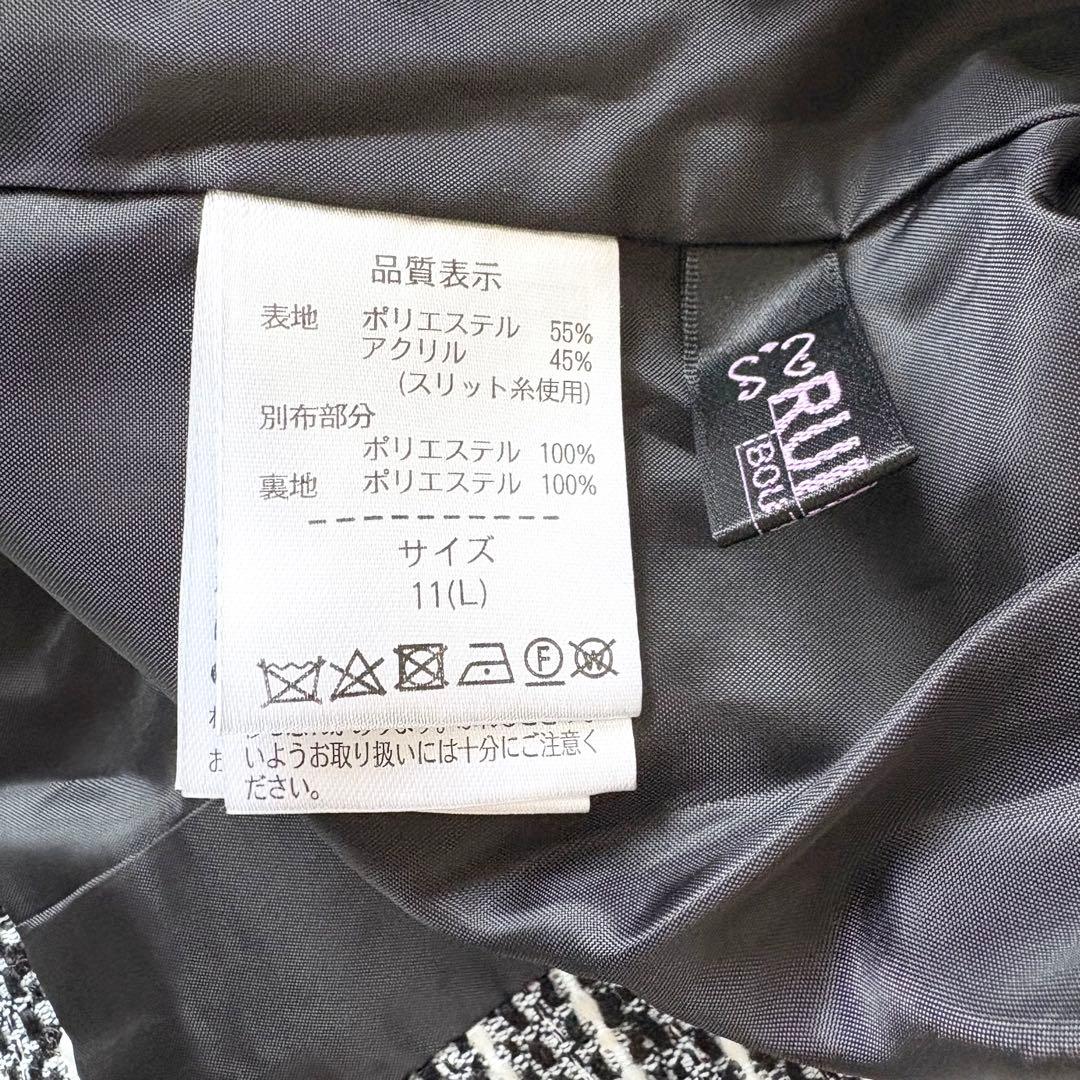 品質表示
表地 ポリエステル 55%
アクリル 45%
(スリット糸使用)
別布部分
ポリエステル 100%
裏地 ポリエステル 100%
サイズ
11(L)
F W
いようお取り扱いには十分にご注意く
ださい。
お
RU
BOU